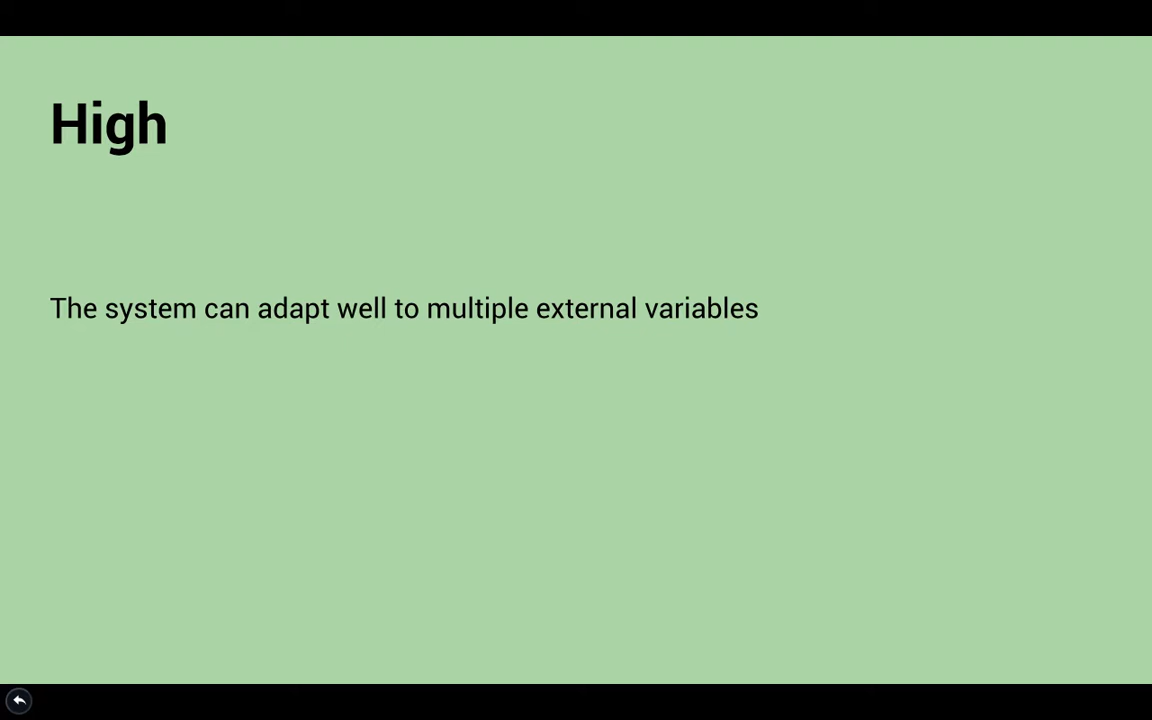 High
The system can adapt well to multiple external variables